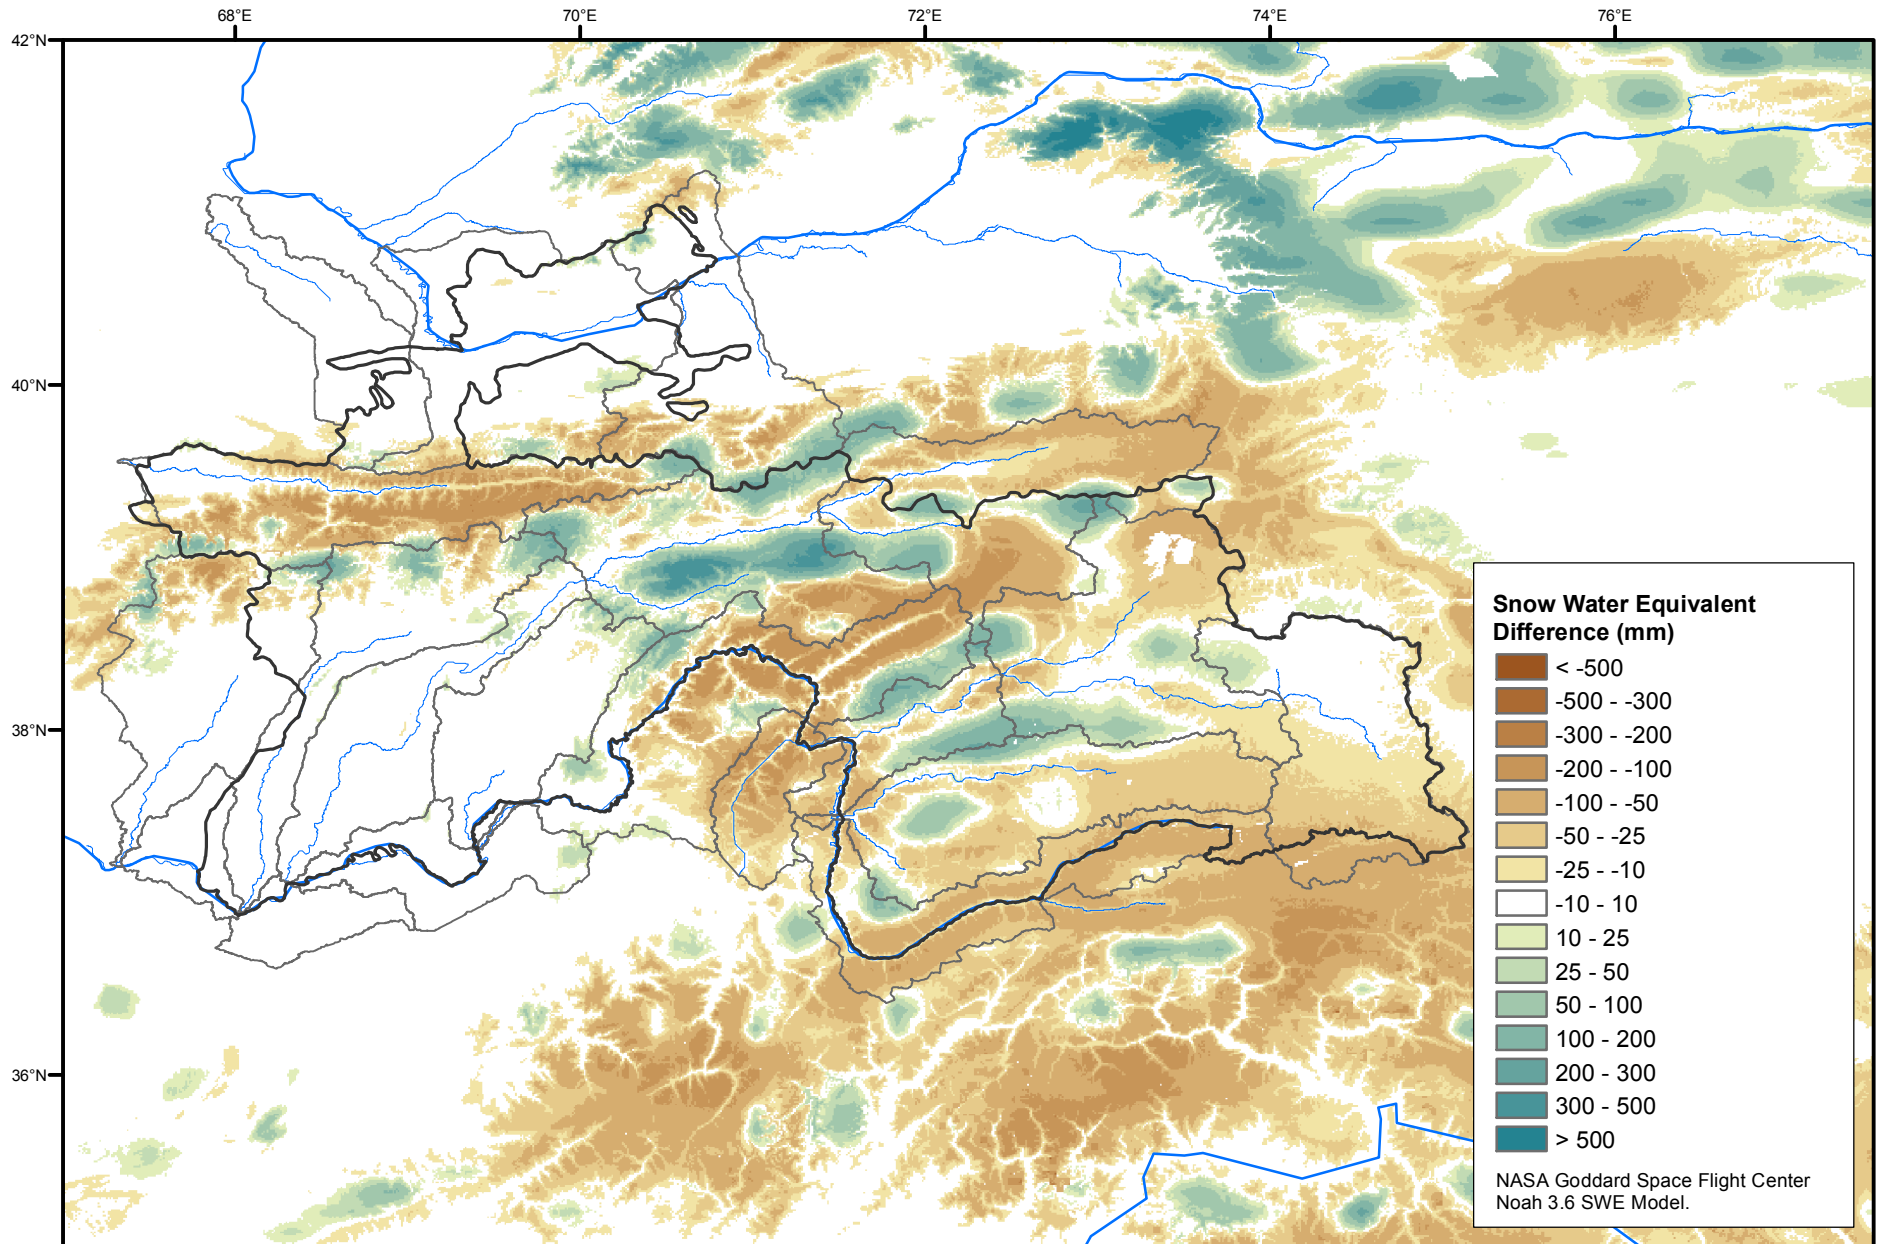 68°E
70°E
72°E
74°E
76°E
42°N
40°N
38°N
36°N
Snow Water Equivalent
Difference (mm)
< -500
-500 - -300
-300 - -200
-200 - -100
-100 - -50
-50 - -25
-25 - -10
-10 - 10
10 - 25
25 - 50
50 - 100
100 - 200
200 - 300
300 - 500
> 500
NASA Goddard Space Flight Center
Noah 3.6 SWE Model.